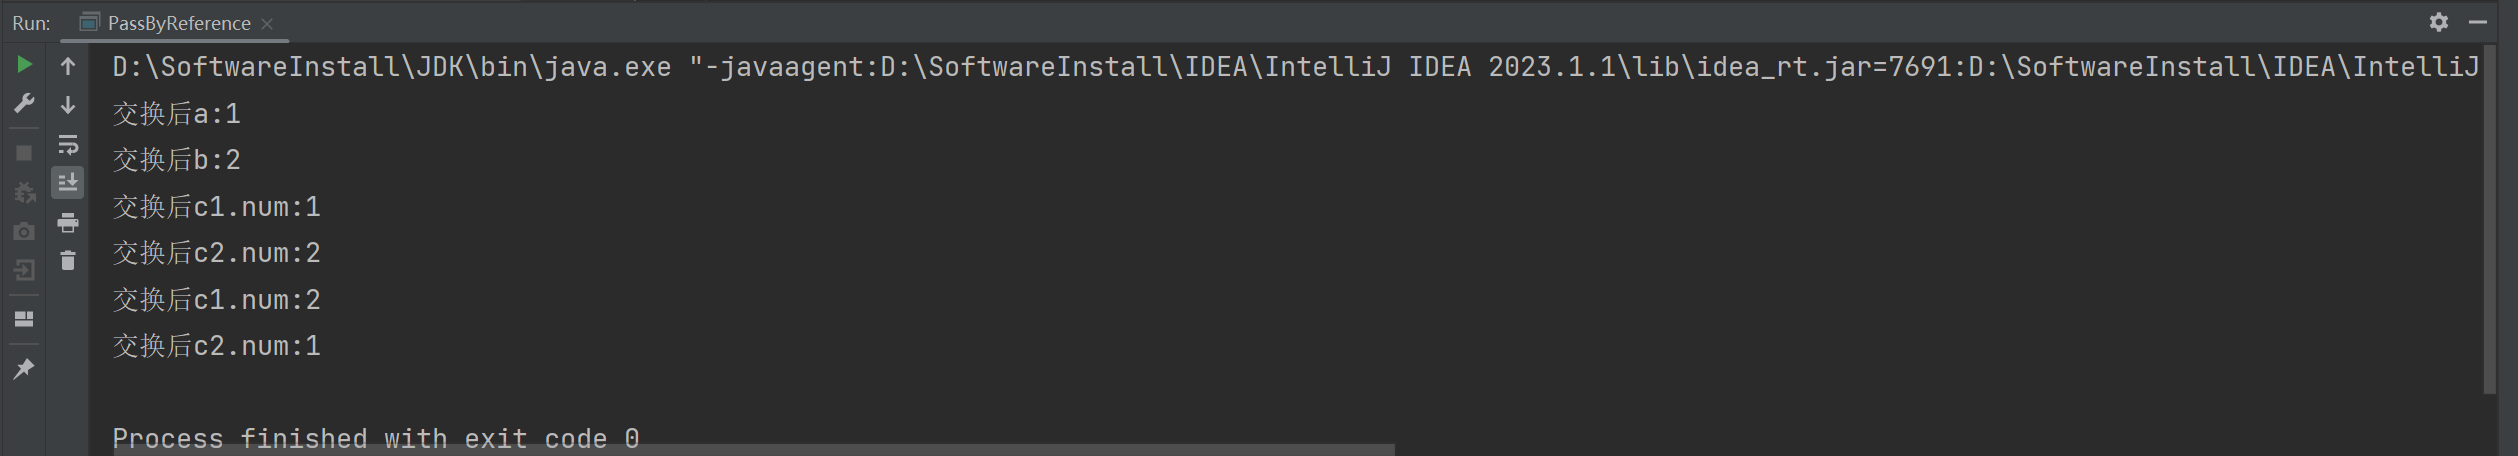 Run: PassByReference
D:\SoftwareInstall\JDK\bin\java.exe "-javaagent:D:\SoftwareInstall\IDEA\IntelliJ IDEA 2023.1.1\lib\idea_rt.jar=7691:D:\SoftwareInstall\IDEA\IntelliJ
交换后a:1
交换后b:2
交换后c1.num:1
交换后c2.num:2
交换后c1.num:2
交换后c2.num:1
Process finished with exit code 0